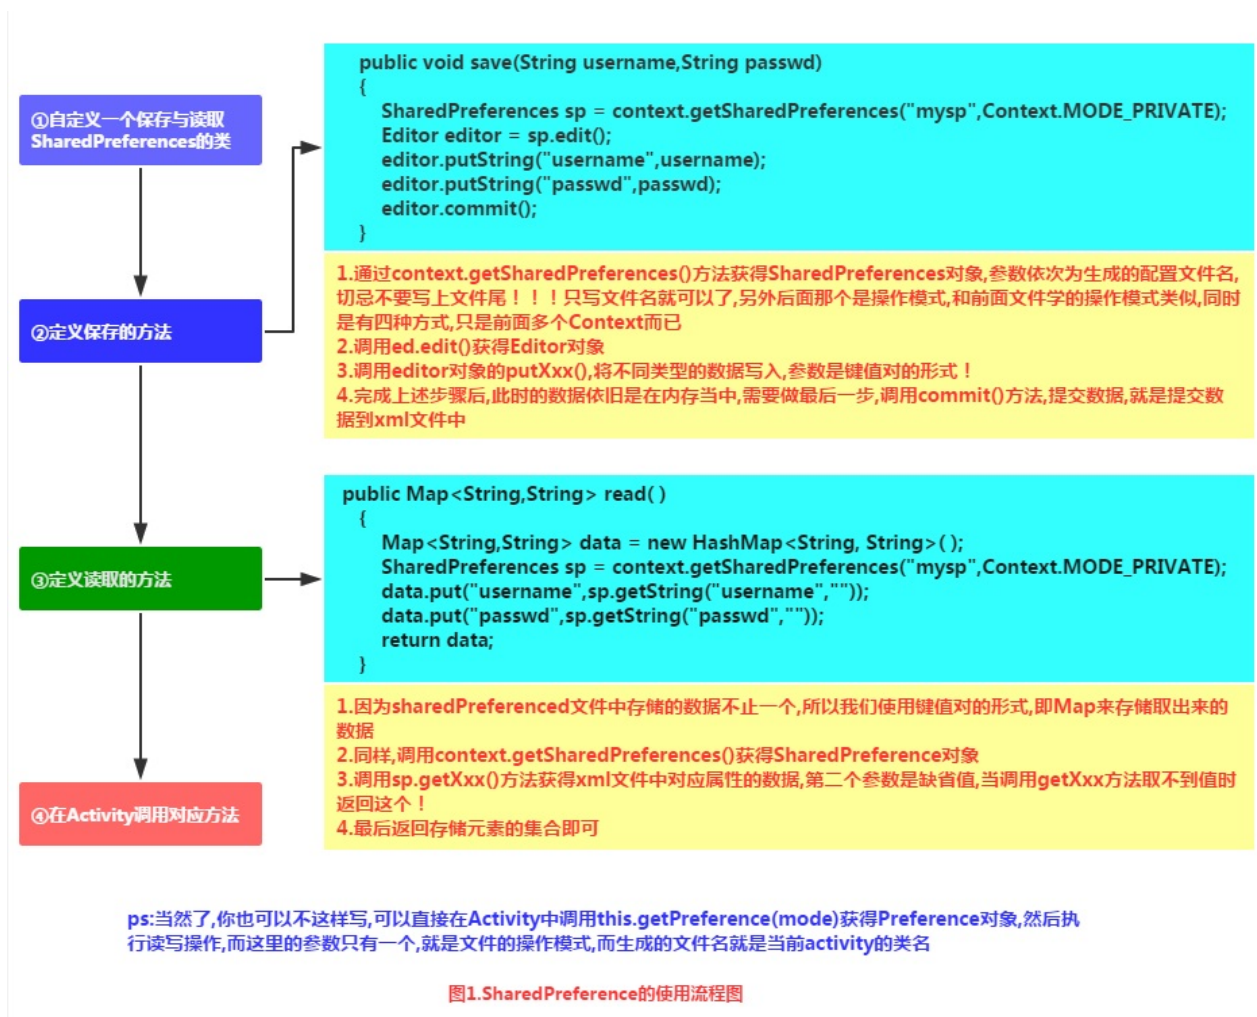 ①自定义一个保存与读取
SharedPreferences的类
public void save(String username,String passwd)
{
SharedPreferences sp = context.getSharedPreferences("mysp",Context.MODE_PRIVATE);
Editor editor = sp.edit();
editor.putString("username",username);
editor.putString("passwd",passwd);
editor.commit();
}
②定义保存的方法
1.通过context.getSharedPreferences()方法获得SharedPreferences对象,参数依次为生成的配置文件名,
切忌不要写上文件尾！！！只写文件名就可以了,另外后面那个是操作模式,和前面文件学的操作模式类似,同时
是有四种方式,只是前面多个Context而已
2.调用ed.edit()获得Editor对象
3.调用editor对象的putXxx(),将不同类型的数据写入,参数是键值对的形式！
4.完成上述步骤后,此时的数据依旧是在内存当中,需要做最后一步,调用commit()方法,提交数据,就是提交数
据到xml文件中
③定义读取的方法
public Map<String,String> read( )
{
Map<String,String> data = new HashMap<String, String>( );
SharedPreferences sp = context.getSharedPreferences("mysp",Context.MODE_PRIVATE);
data.put("username",sp.getString("username",""));
data.put("passwd",sp.getString("passwd",""));
return data;
}
1.因为sharedPreferenced文件中存储的数据不止一个,所以我们使用键值对的形式,即Map来存储取出来的
数据
2.同样,调用context.getSharedPreferences()获得SharedPreference对象
3.调用sp.getXxx()方法获得xml文件中对应属性的数据,第二个参数是缺省值,当调用getXxx方法取不到值时
返回这个！
4.最后返回存储元素的集合即可
④在Activity调用对应方法
ps:当然了,你也可以不这样写,可以直接在Activity中调用this.getPreference(mode)获得Preference对象,然后执
行读写操作,而这里的参数只有一个,就是文件的操作模式,而生成的文件名就是当前activity的类名
图1.SharedPreference的使用流程图